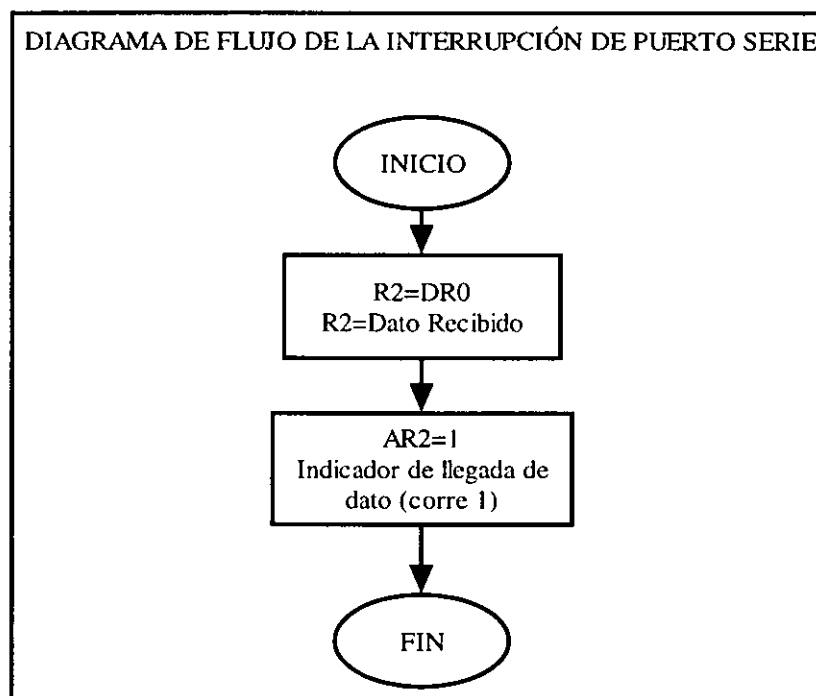 DIAGRAMA DE FLUJO DE LA INTERRUPCIÓN DE PUERTO SERIE
INICIO
R2=DR0
R2=Dato Recibido
AR2=1
Indicador de llegada de
dato (corre 1)
FIN